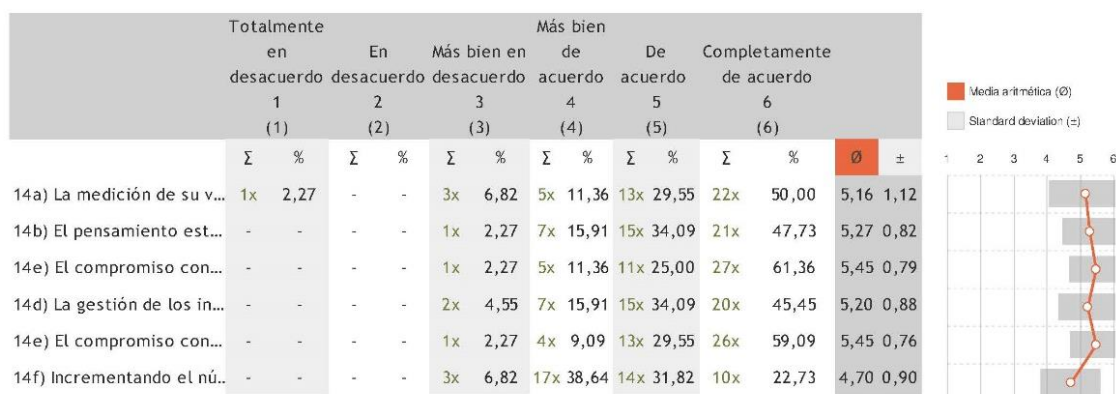 Totalmente Más bien
en En Más bien en de De Completamente
desacuerdo desacuerdo desacuerdo acuerdo acuerdo de acuerdo
1 2 3 4 5 6
(1) (2) (3) (4) (5) (6)
Σ % Σ % Σ % Σ % Σ % Σ % Ø ±
14a) La medición de su v... 1x 2,27 - - 3x 6,82 5x 11,36 13x 29,55 22x 50,00 5,16 1,12
14b) El pensamiento est... - - - - 1x 2,27 7x 15,91 15x 34,09 21x 47,73 5,27 0,82
14e) El compromiso con... - - - - 1x 2,27 5x 11,36 11x 25,00 27x 61,36 5,45 0,79
14d) La gestión de los in... - - - - 2x 4,55 7x 15,91 15x 34,09 20x 45,45 5,20 0,88
14e) El compromiso con... - - - - 1x 2,27 4x 9,09 13x 29,55 26x 59,09 5,45 0,76
14f) Incrementando el nú... - - - - 3x 6,82 17x 38,64 14x 31,82 10x 22,73 4,70 0,90
Media aritmética (Ø)
Standard deviation (±)
1 2 3 4 5 6